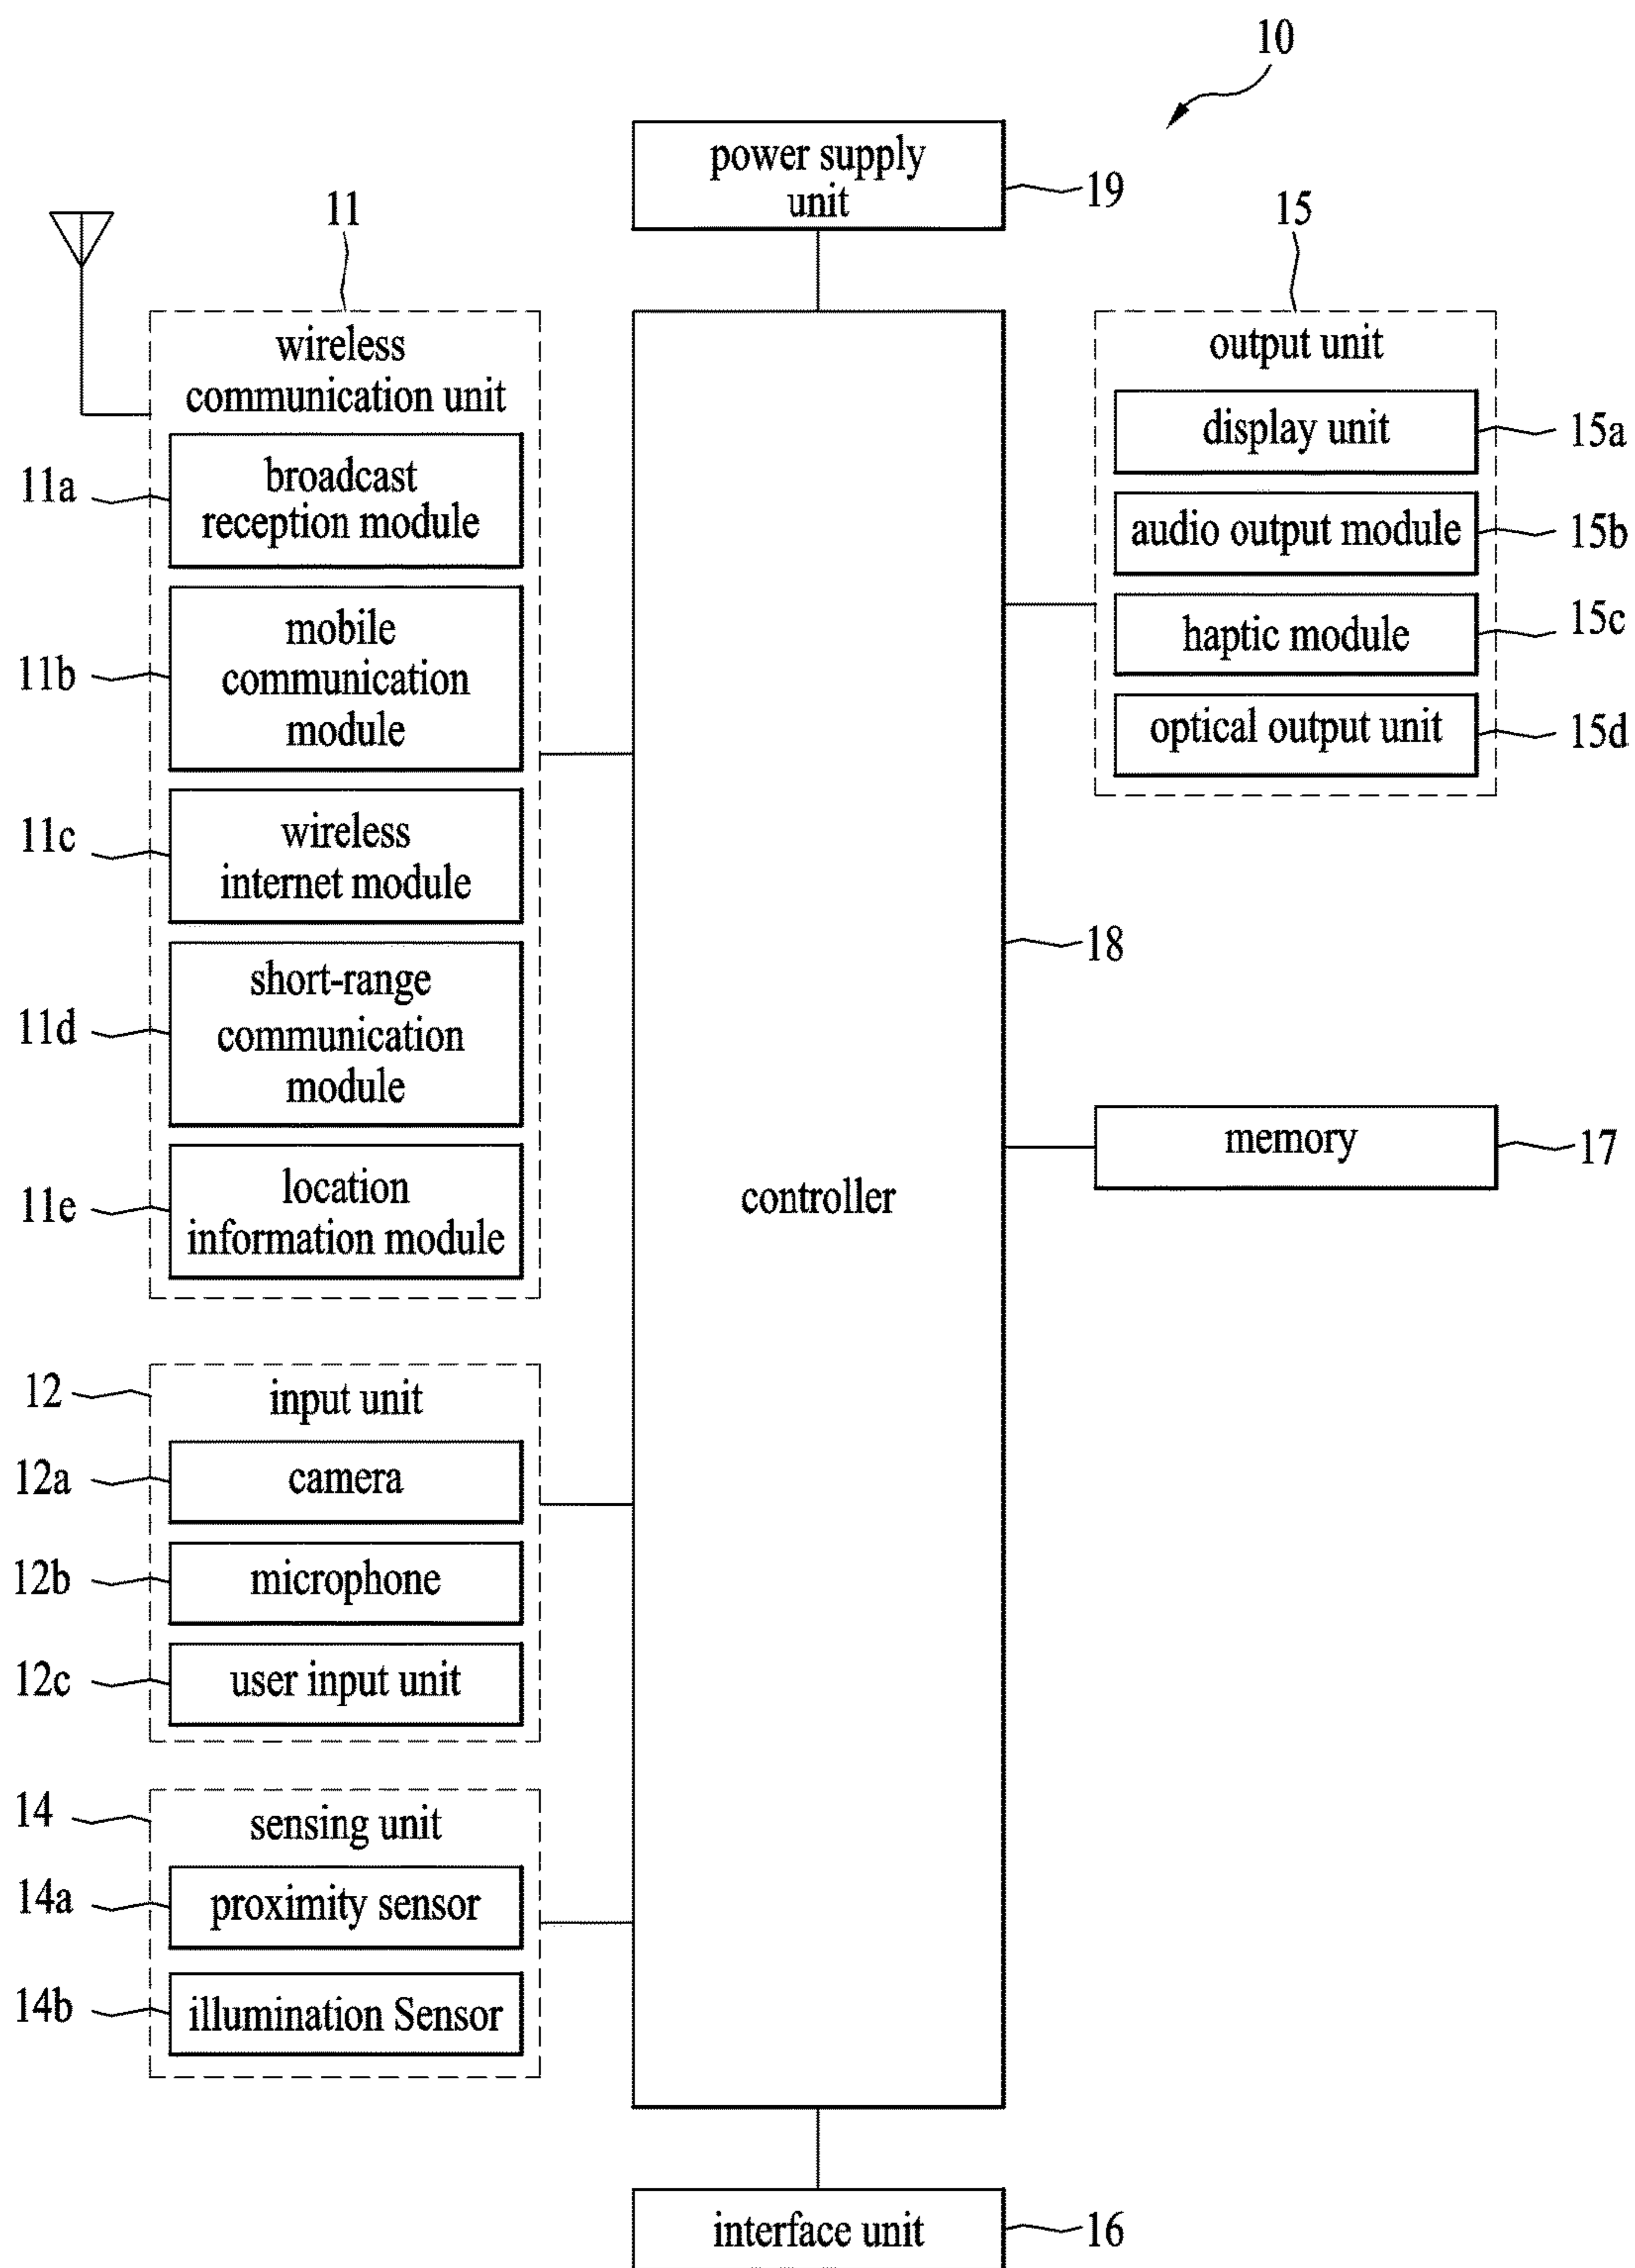 10
power supply
unit
19
11
wireless
communication unit
11a
broadcast
reception module
11b
mobile
communication
module
11c
wireless
internet module
11d
short-range
communication
module
11e
location
information module
12
input unit
12a
camera
12b
microphone
12c
user input unit
14
sensing unit
14a
proximity sensor
14b
illumination Sensor
controller
18
15
output unit
display unit
15a
audio output module
15b
haptic module
15c
optical output unit
15d
memory
17
interface unit
16